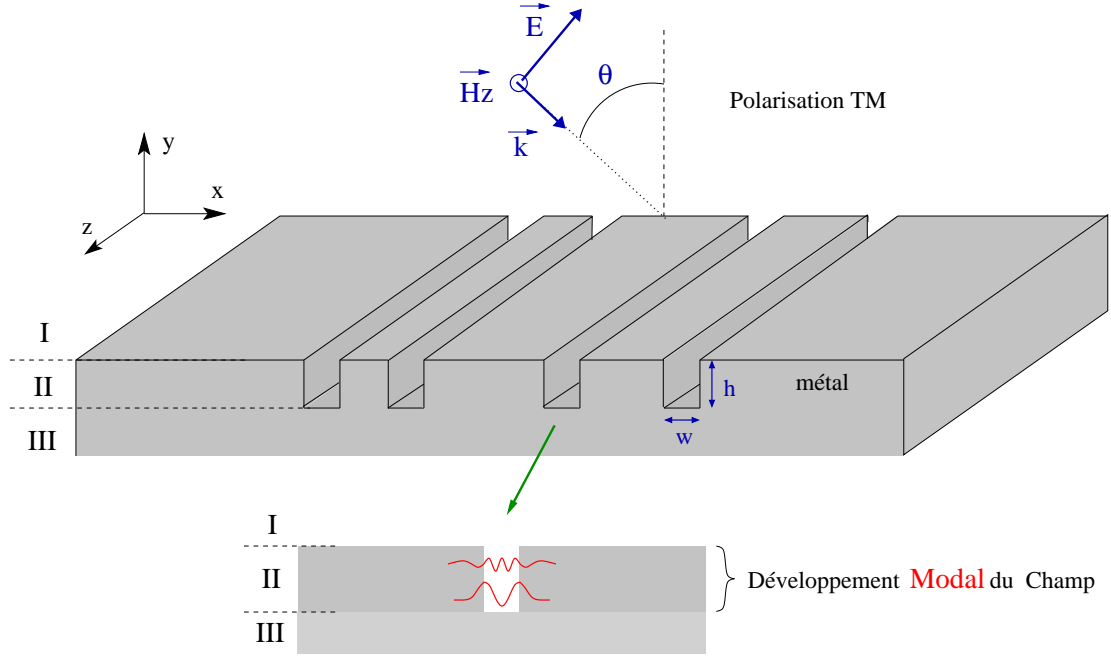 E
Hz
θ
Polarisation TM
k
y
x
z
I
II
III
métal
h
w
I
II
III
Développement Modal du Champ